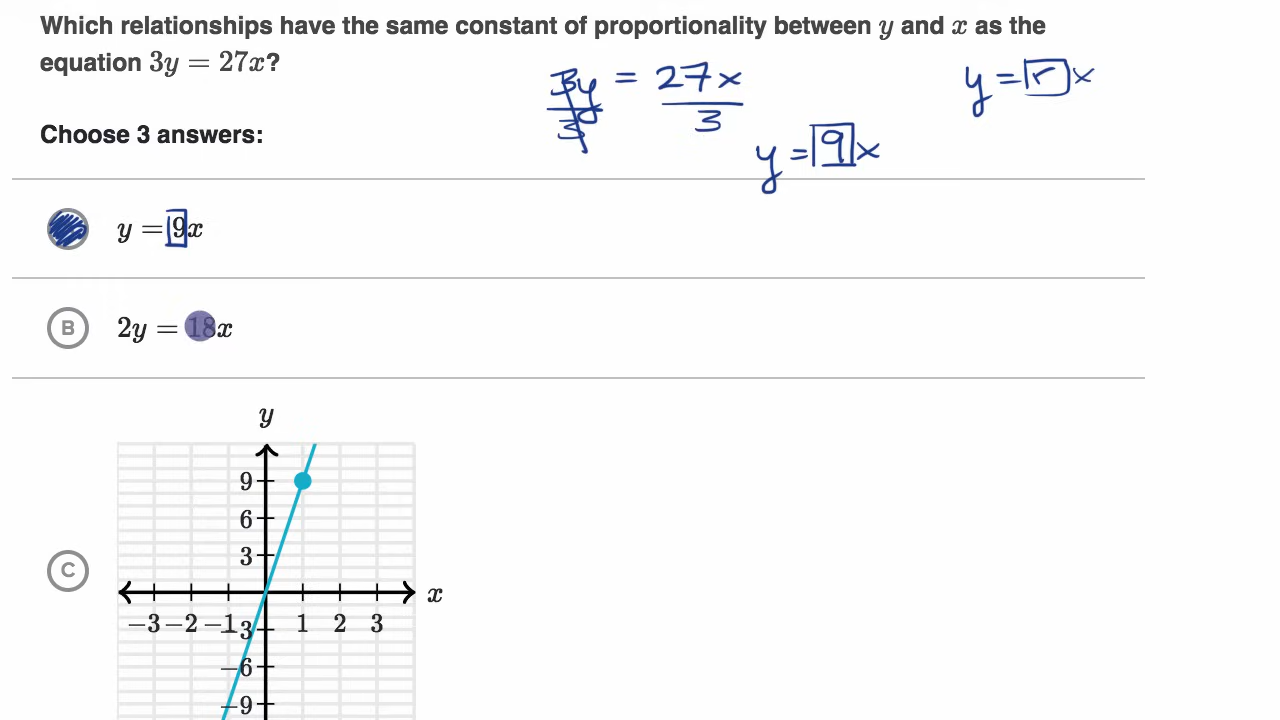 Which relationships have the same constant of proportionality between y and x as the
equation 3y = 27x?
3y = 27x
3 3
y = r x
y = 9 x
Choose 3 answers:
y = 9x
B 2y = 18x
C
y
9
6
3
x
−3 −2 −1 1 2 3
−3
−6
−9